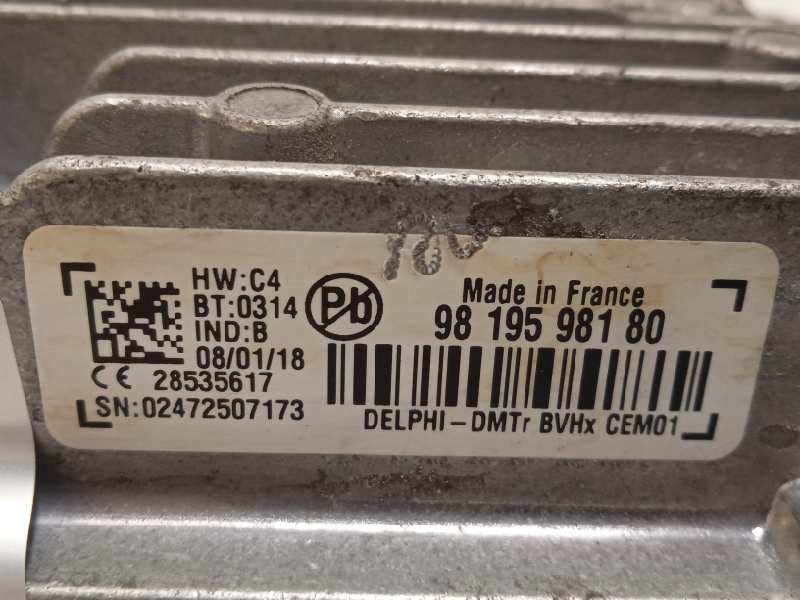 HW:C4
BT:0314
IND:B
08/01/18
CE 28535617
SN:02472507173
Pb
Made in France
98 195 981 80
DELPHI-DMTr BVHx CEM01